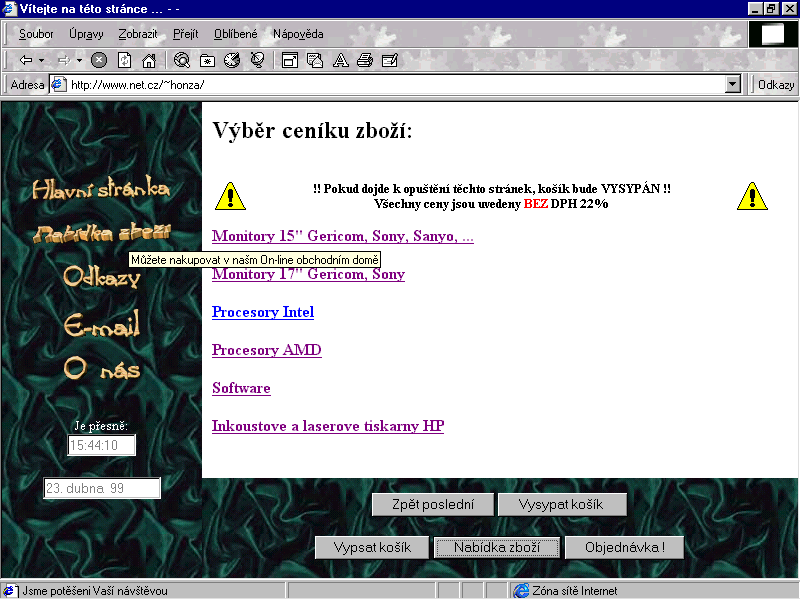 Vítejte na této stránce ... - -
Soubor Úpravy Zobrazit Přejít Oblíbené Nápověda
Adresa http://www.net.cz/~honza/ Odkazy
Výběr ceníku zboží:
!! Pokud dojde k opuštění těchto stránek, košík bude VYSYPÁN !!
Všechny ceny jsou uvedeny BEZ DPH 22%
Hlavní stránka
Nabídka zboží
Můžete nakupovat v našm On-line obchodním domě
Odkazy
E-mail
O nás
Je přesně:
15:44:10
23. dubna 99
Monitory 15" Gericom, Sony, Sanyo, ...
Monitory 17" Gericom, Sony
Procesory Intel
Procesory AMD
Software
Inkoustove a laserove tiskarny HP
Zpět poslední Vysypat košík
Vypsat košík Nabídka zboží Objednávka !
Jsme potěšeni Vaší návštěvou Zóna sítě Internet